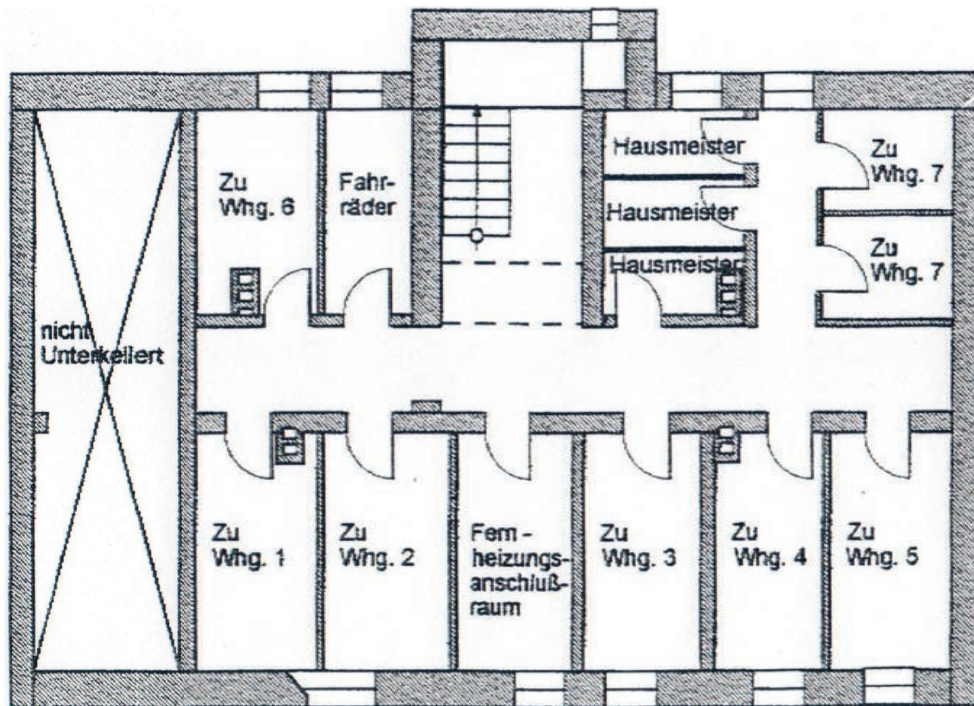 Zu
Whg. 6
Fahr-
räder
Hausmeister
Hausmeister
Hausmeister
Zu
Whg. 7
Zu
Whg. 7
nicht
Unterkellert
Zu
Whg. 1
Zu
Whg. 2
Fern-
heizungs-
anschluß-
raum
Zu
Whg. 3
Zu
Whg. 4
Zu
Whg. 5